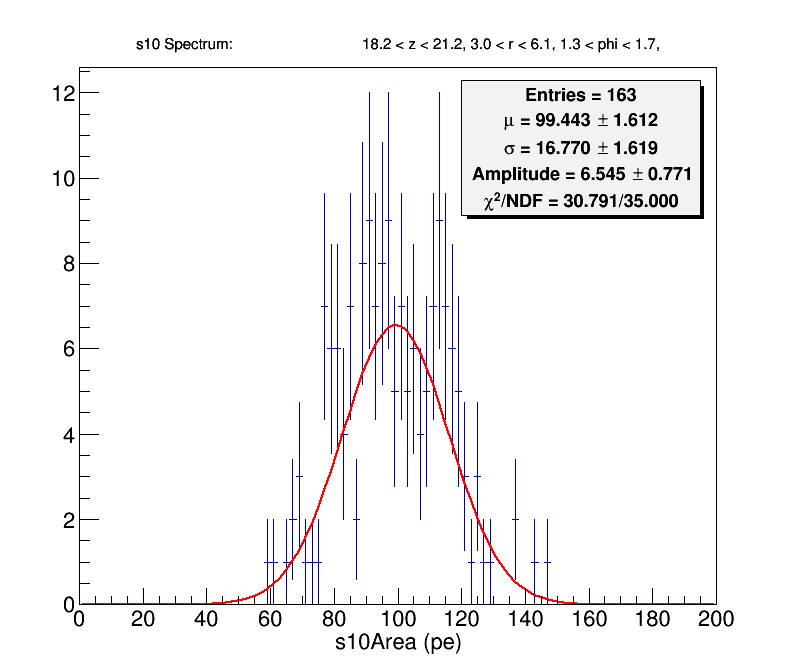 s10 Spectrum: 18.2 < z < 21.2, 3.0 < r < 6.1, 1.3 < phi < 1.7,
Entries = 163
μ = 99.443 ± 1.612
σ = 16.770 ± 1.619
Amplitude = 6.545 ± 0.771
χ²/NDF = 30.791/35.000
12
10
8
6
4
2
0
0 20 40 60 80 100 120 140 160 180 200
s10Area (pe)